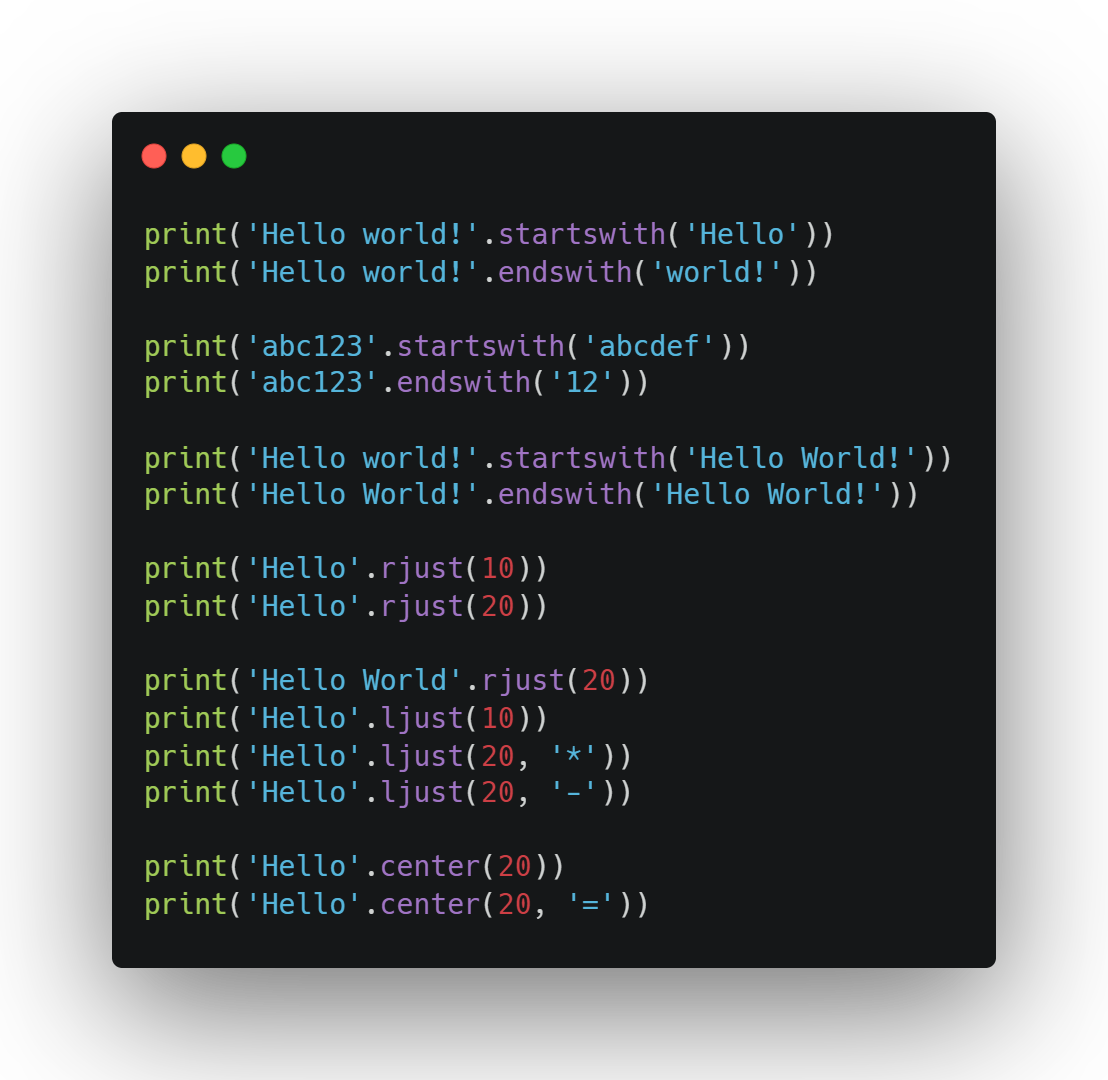 print('Hello world!'.startswith('Hello'))
print('Hello world!'.endswith('world!'))
print('abc123'.startswith('abcdef'))
print('abc123'.endswith('12'))
print('Hello world!'.startswith('Hello World!'))
print('Hello World!'.endswith('Hello World!'))
print('Hello'.rjust(10))
print('Hello'.rjust(20))
print('Hello World'.rjust(20))
print('Hello'.ljust(10))
print('Hello'.ljust(20, '*'))
print('Hello'.ljust(20, '-'))
print('Hello'.center(20))
print('Hello'.center(20, '='))